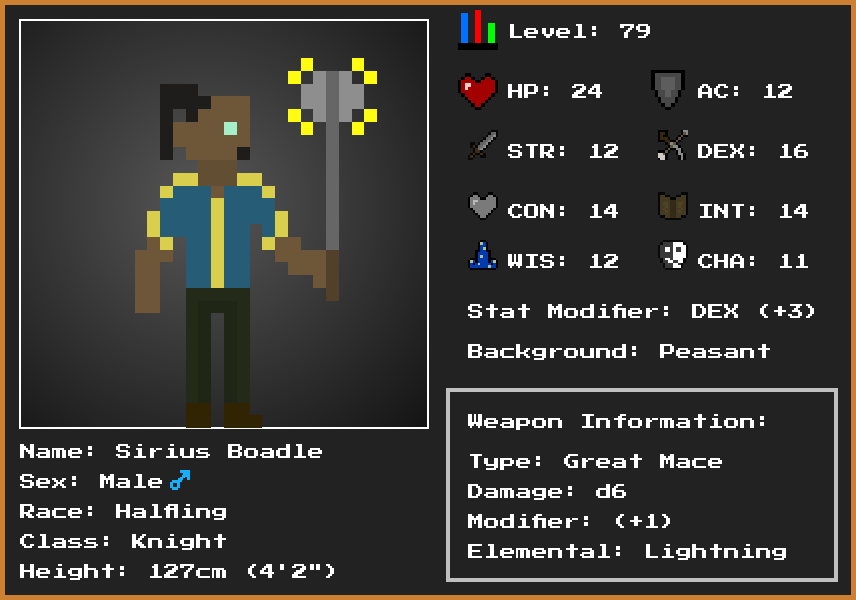 Level: 79
HP: 24
AC: 12
STR: 12
DEX: 16
CON: 14
INT: 14
WIS: 12
CHA: 11
Stat Modifier: DEX (+3)
Background: Peasant
Weapon Information:
Type: Great Mace
Damage: d6
Modifier: (+1)
Elemental: Lightning
Name: Sirius Boadle
Sex: Male ♂
Race: Halfling
Class: Knight
Height: 127cm (4'2")